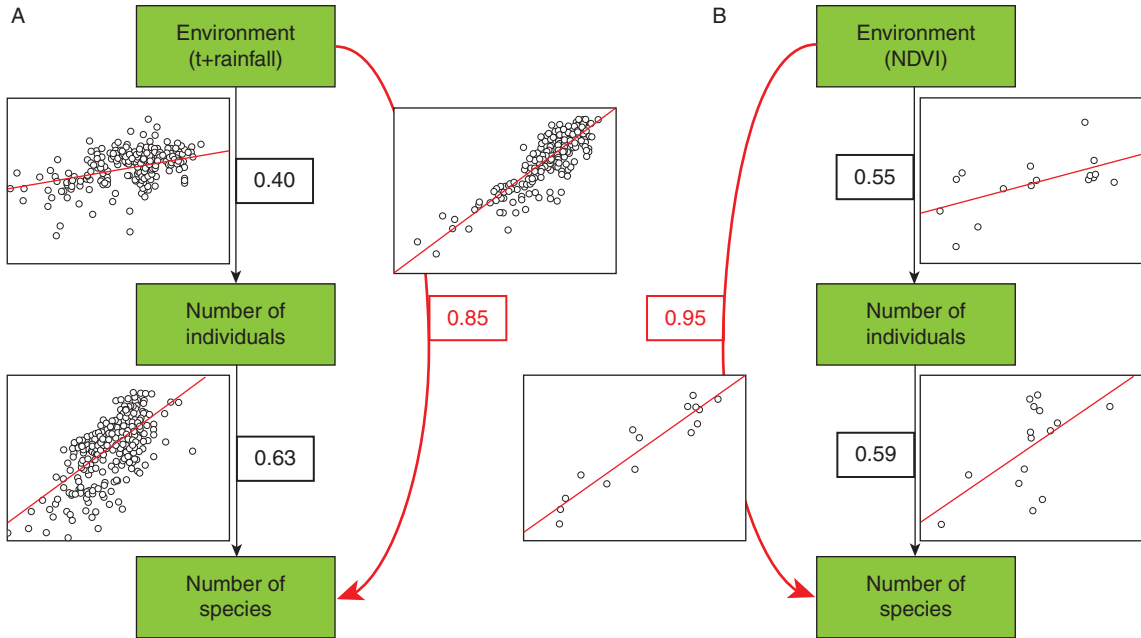 A
Environment
(t+rainfall)
0.40
0.85
Number of
individuals
0.63
Number of
species
B
Environment
(NDVI)
0.55
0.95
Number of
individuals
0.59
Number of
species